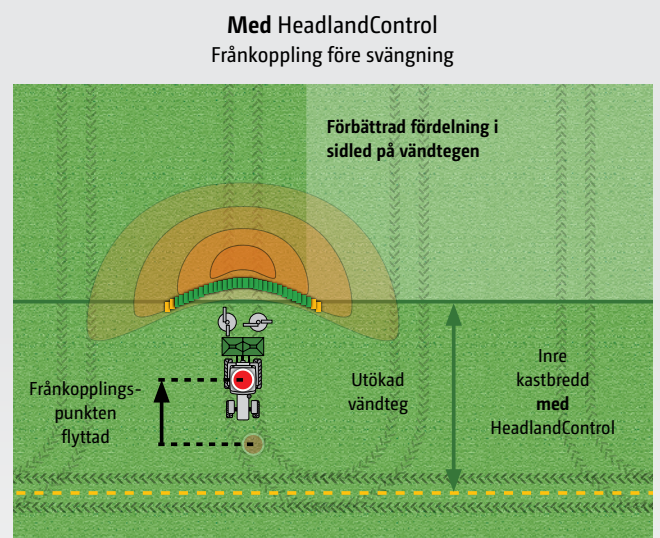 Med HeadlandControl
Frånkoppling före svängning
Förbättrad fördelning i
sidled på vändtegen
Frånkopplings-
punkten
flyttad
Utökad
vändteg
Inre
kastbredd
med
HeadlandControl